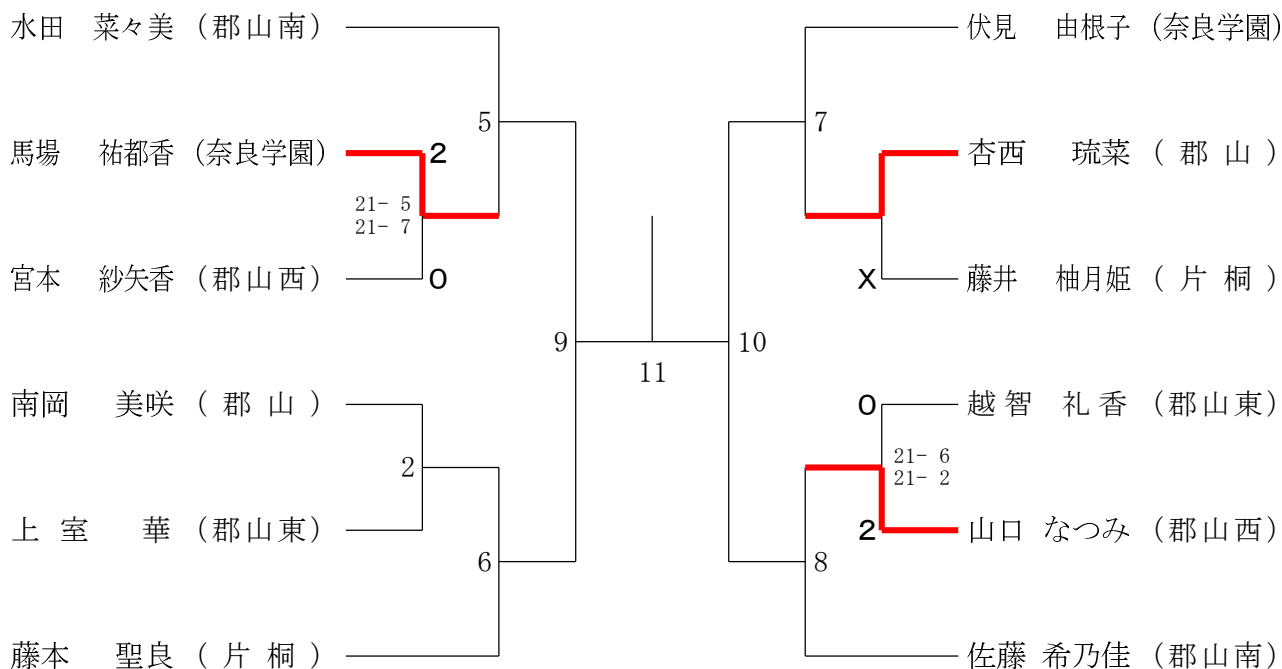 水田 菜々美 (郡山南)
5
馬場 祐都香 (奈良学園)
2
21- 5
21- 7
宮本 紗矢香 (郡山西)
0
9
南岡 美咲 ( 郡 山 )
2
上 室 華 (郡山東)
6
藤本 聖良 ( 片 桐 )
11
伏見 由根子 (奈良学園)
7
杏西 琉菜 ( 郡 山 )
X
藤井 柚月姫 ( 片 桐 )
10
0
越智 礼香 (郡山東)
21- 6
21- 2
2
山口 なつみ (郡山西)
8
佐藤 希乃佳 (郡山南)